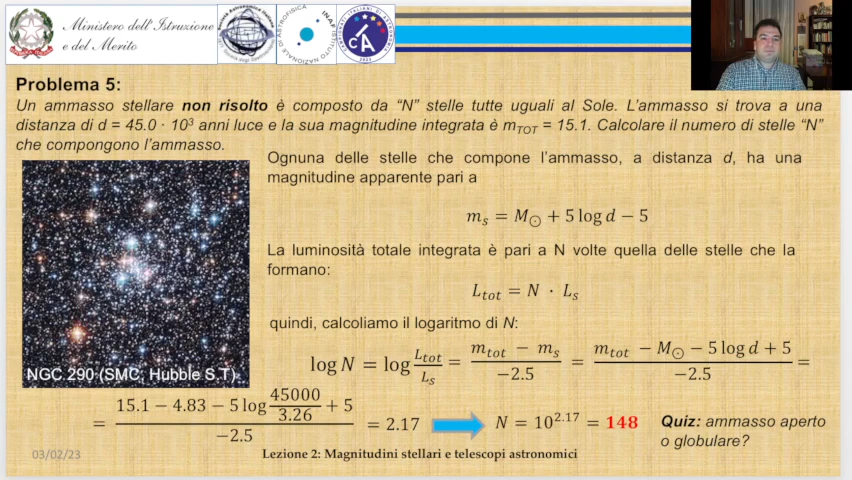 Ministero dell'Istruzione
e del Merito
Problema 5:
Un ammasso stellare non risolto è composto da “N” stelle tutte uguali al Sole. L'ammasso si trova a una
distanza di d = 45.0 · 10³ anni luce e la sua magnitudine integrata è m_TOT = 15.1. Calcolare il numero di stelle “N”
che compongono l'ammasso.
Ognuna delle stelle che compone l'ammasso, a distanza d, ha una
magnitudine apparente pari a
m_s = M_⊙ + 5 log d − 5
La luminosità totale integrata è pari a N volte quella delle stelle che la
formano:
L_tot = N · L_s
quindi, calcoliamo il logaritmo di N:
log N = log L_tot/L_s = (m_tot − m_s)/−2.5 = (m_tot − M_⊙ − 5 log d + 5)/−2.5 =
NGC 290 (SMC, Hubble S.T)
= (15.1 − 4.83 − 5 log 45000/3.26 + 5)/−2.5 = 2.17 N = 10^2.17 = 148
Quiz: ammasso aperto
o globulare?
03/02/23
Lezione 2: Magnitudini stellari e telescopi astronomici